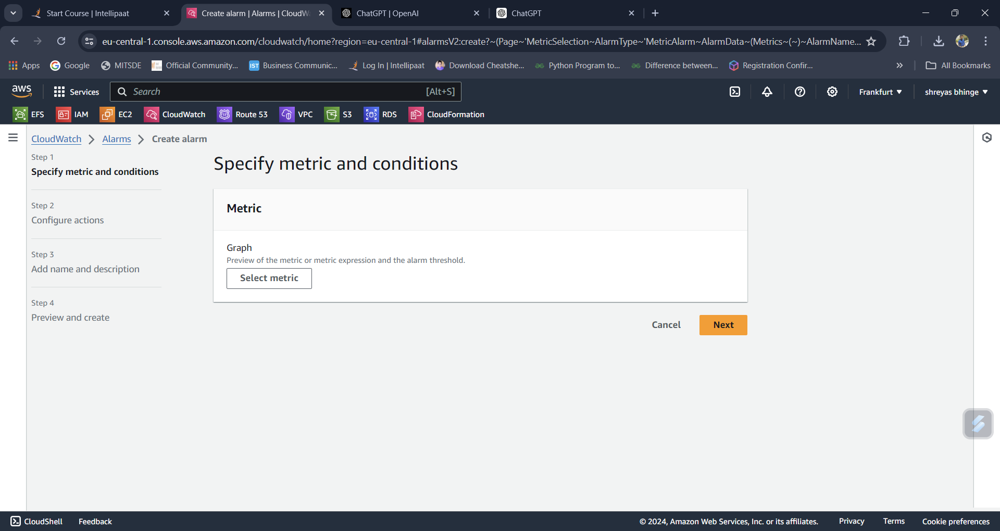 Start Course | Intellipaat
Create alarm | Alarms | CloudW
ChatGPT | OpenAI
ChatGPT
eu-central-1.console.aws.amazon.com/cloudwatch/home?region=eu-central-1#alarmsV2:create?~(Page~'MetricSelection~AlarmType~'MetricAlarm~AlarmData~(Metrics~(~)~AlarmName...
Apps
Google
MITSDE
Official Community...
IST
Business Communic...
Log In | Intellipaat
Download Cheatshe...
Python Program to...
Difference between...
Registration Confir...
All Bookmarks
aws
Services
Search
[Alt+S]
Frankfurt
shreyas bhinge
EFS
IAM
EC2
CloudWatch
Route 53
VPC
S3
RDS
CloudFormation
CloudWatch
Alarms
Create alarm
Step 1
Specify metric and conditions
Step 2
Configure actions
Step 3
Add name and description
Step 4
Preview and create
Specify metric and conditions
Metric
Graph
Preview of the metric or metric expression and the alarm threshold.
Select metric
Cancel
Next
CloudShell
Feedback
© 2024, Amazon Web Services, Inc. or its affiliates.
Privacy
Terms
Cookie preferences